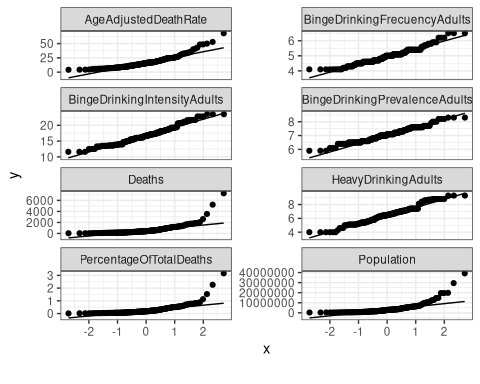 AgeAdjustedDeathRate
BingeDrinkingFrecuencyAdults
50
25
0
6
5
4
BingeDrinkingIntensityAdults
BingeDrinkingPrevalenceAdults
20
15
10
8
7
6
y
Deaths
HeavyDrinkingAdults
6000
4000
2000
0
8
6
4
PercentageOfTotalDeaths
Population
3
2
1
0
40000000
30000000
20000000
10000000
0
-2 -1 0 1 2
-2 -1 0 1 2
x